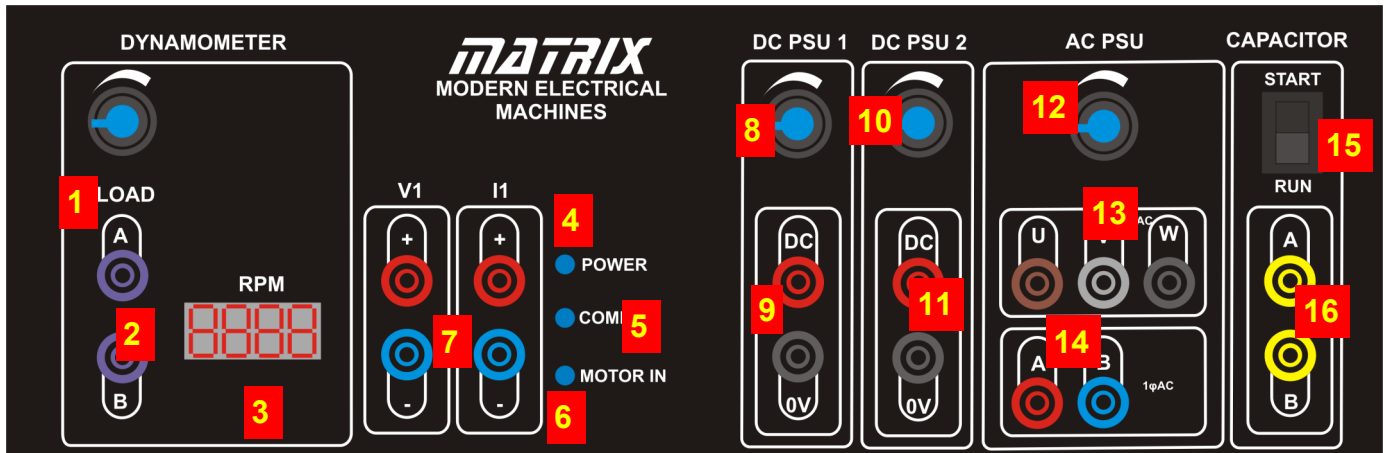 DYNAMOMETER
MATRIX
MODERN ELECTRICAL
MACHINES
DC PSU 1
DC PSU 2
AC PSU
CAPACITOR
START
8
10
12
15
RUN
1
LOAD
V1
I1
4
13
AC
A
+
+
POWER
DC
DC
U
W
A
RPM
2
8888
7
COM
5
9
11
16
14
MOTOR IN
A
B
1φAC
B
3
-
-
6
0V
0V
B